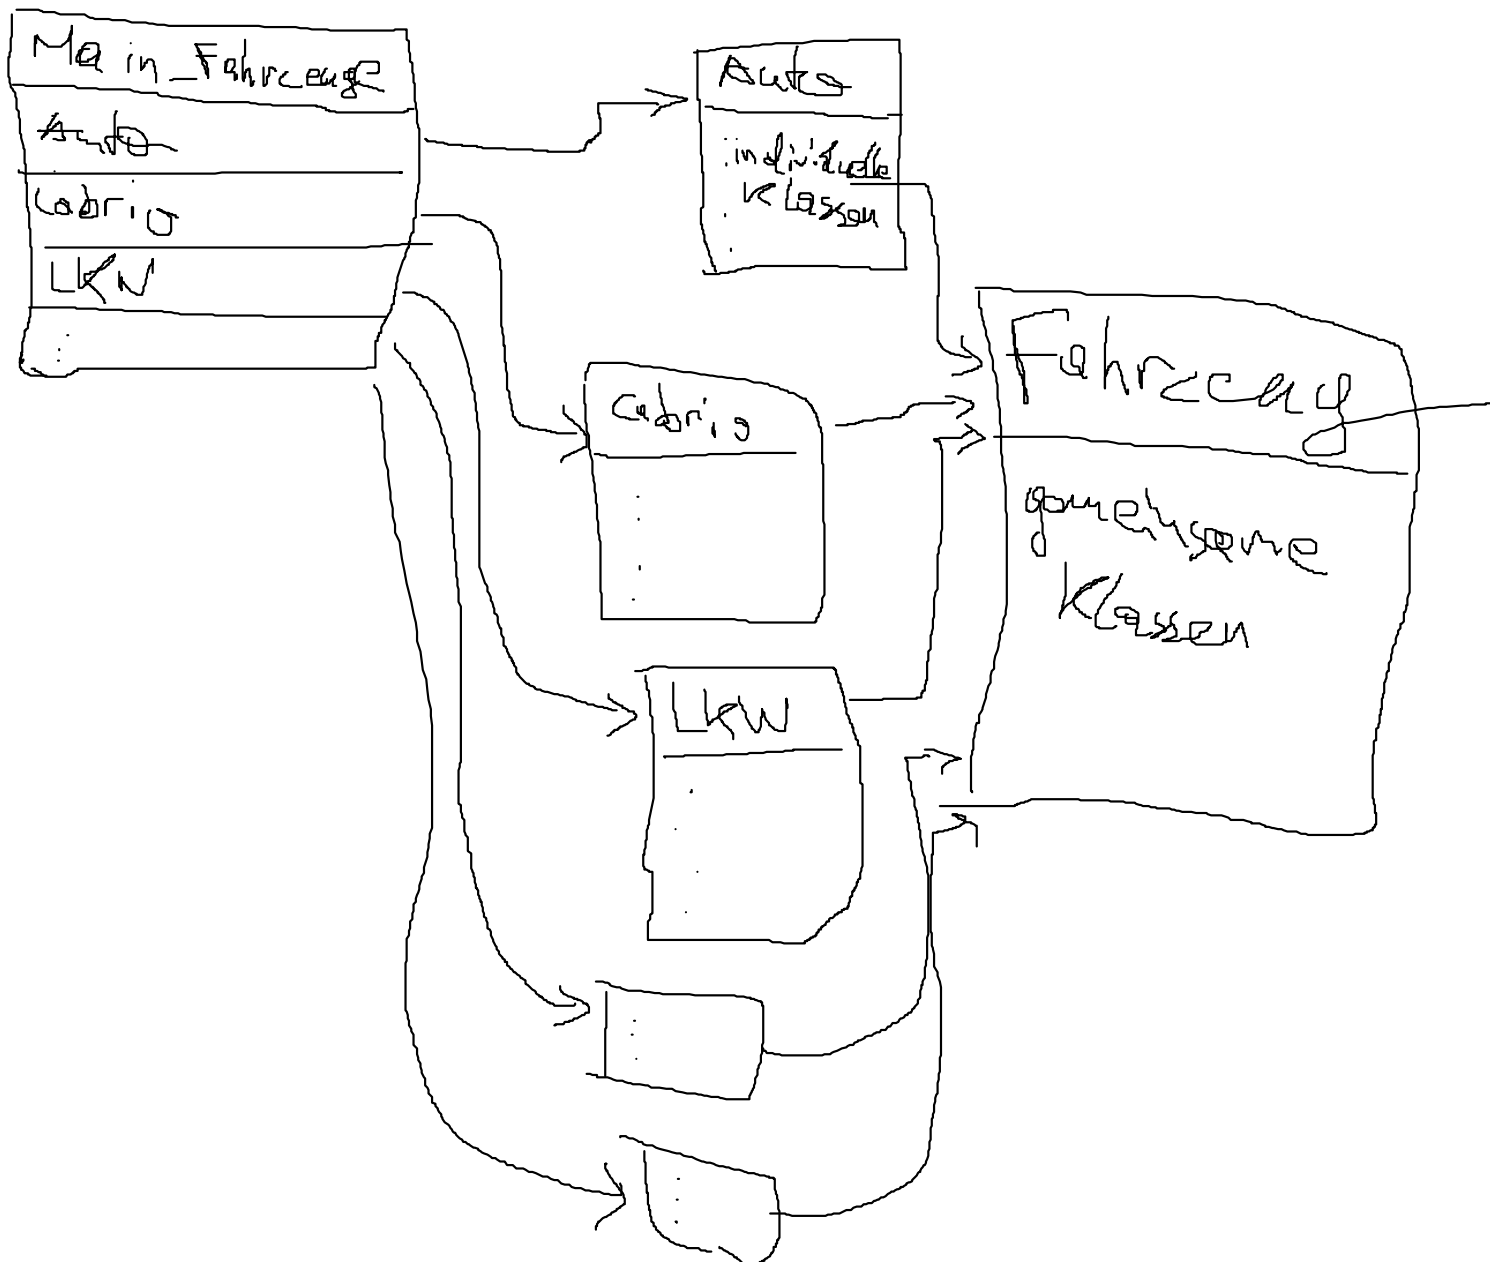 Main_Fahrzeuge
Auto
Cabrio
LKW
Auto
individuelle
Klassen
Cabrio
LKW
Fahrzeug
gemeinsame
Klassen